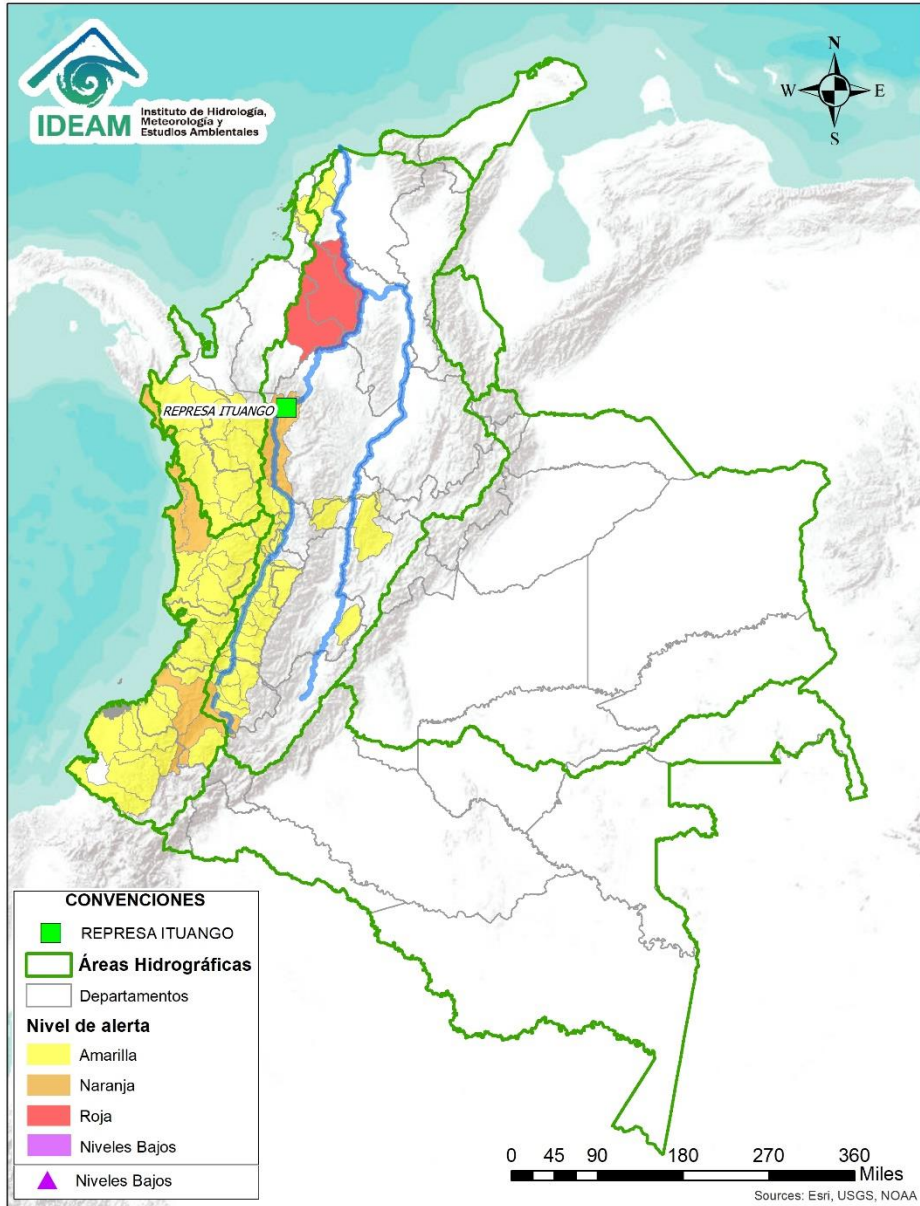 IDEAM
Instituto de Hidrología,
Meteorología y
Estudios Ambientales
N
W
E
S
REPRESA ITUANGO
CONVENCIONES
REPRESA ITUANGO
Áreas Hidrográficas
Departamentos
Nivel de alerta
Amarilla
Naranja
Roja
Niveles Bajos
Niveles Bajos
0 45 90 180 270 360
Miles
Sources: Esri, USGS, NOAA